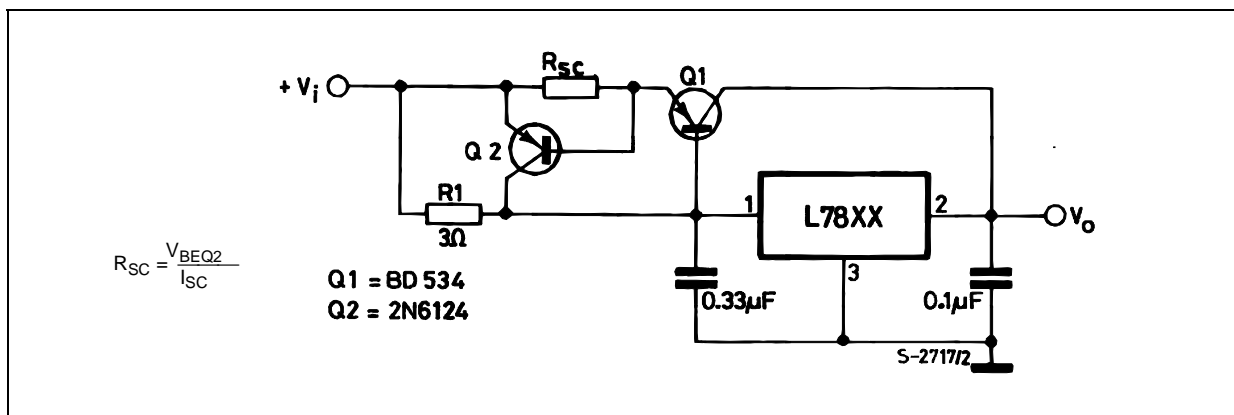 Rsc
Q1
+ Vi
Q2
R1
3Ω
1
L78XX
2
Vo
3
RSC = VBEQ2
ISC
Q1 = BD 534
Q2 = 2N6124
0.33µF
0.1µF
S-2717/2